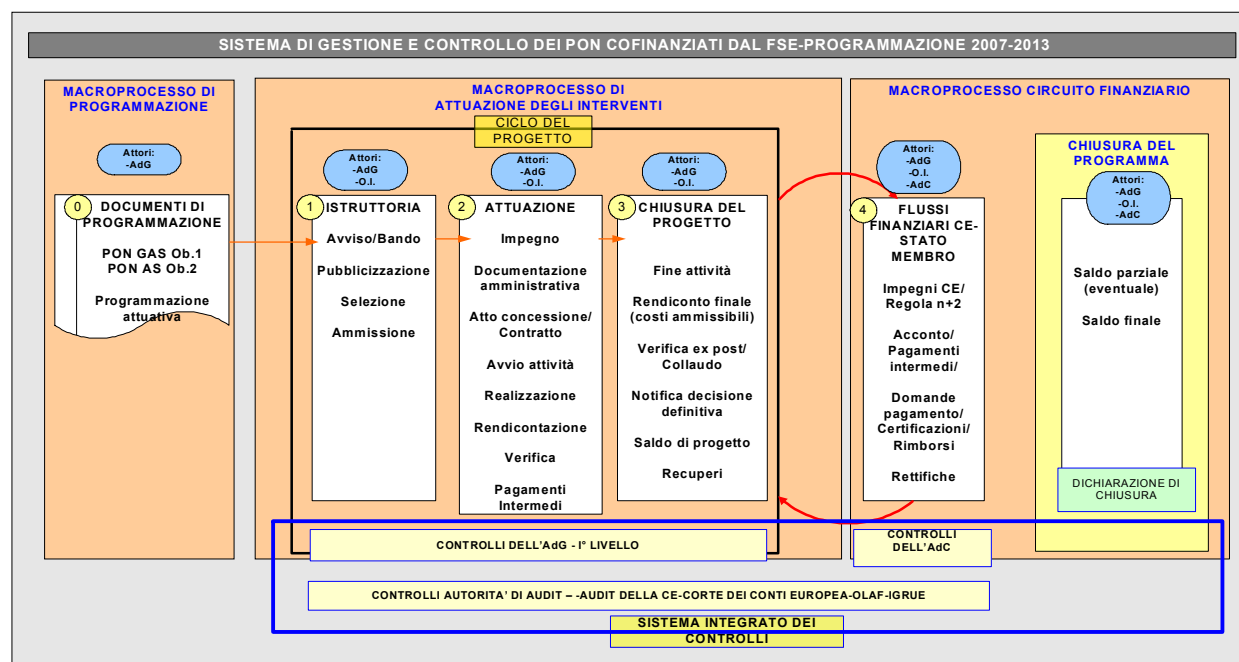 SISTEMA DI GESTIONE E CONTROLLO DEI PON COFINANZIATI DAL FSE-PROGRAMMAZIONE 2007-2013
MACROPROCESSO DI
PROGRAMMAZIONE
Attori:
-AdG
0
DOCUMENTI DI
PROGRAMMAZIONE
PON GAS Ob.1
PON AS Ob.2
Programmazione
attuativa
MACROPROCESSO DI
ATTUAZIONE DEGLI INTERVENTI
CICLO DEL
PROGETTO
Attori:
-AdG
-O.I.
1
ISTRUTTORIA
Avviso/Bando
Pubblicizzazione
Selezione
Ammissione
Attori:
-AdG
-O.I.
2
ATTUAZIONE
Impegno
Documentazione
amministrativa
Atto concessione/
Contratto
Avvio attività
Realizzazione
Rendicontazione
Verifica
Pagamenti
Intermedi
Attori:
-AdG
-O.I.
3
CHIUSURA DEL
PROGETTO
Fine attività
Rendiconto finale
(costi ammissibili)
Verifica ex post/
Collaudo
Notifica decisione
definitiva
Saldo di progetto
Recuperi
MACROPROCESSO CIRCUITO FINANZIARIO
Attori:
-AdG
-O.I.
-AdC
4
FLUSSI
FINANZIARI CE-
STATO
MEMBRO
Impegni CE/
Regola n+2
Acconto/
Pagamenti
intermedi/
Domande
pagamento/
Certificazioni/
Rimborsi
Rettifiche
CHIUSURA DEL
PROGRAMMA
Attori:
-AdG
-O.I.
-AdC
Saldo parziale
(eventuale)
Saldo finale
DICHIARAZIONE DI
CHIUSURA
CONTROLLI DELL'AdG - I° LIVELLO
CONTROLLI
DELL'AdC
CONTROLLI AUTORITA' DI AUDIT – -AUDIT DELLA CE-CORTE DEI CONTI EUROPEA-OLAF-IGRUE
SISTEMA INTEGRATO DEI
CONTROLLI